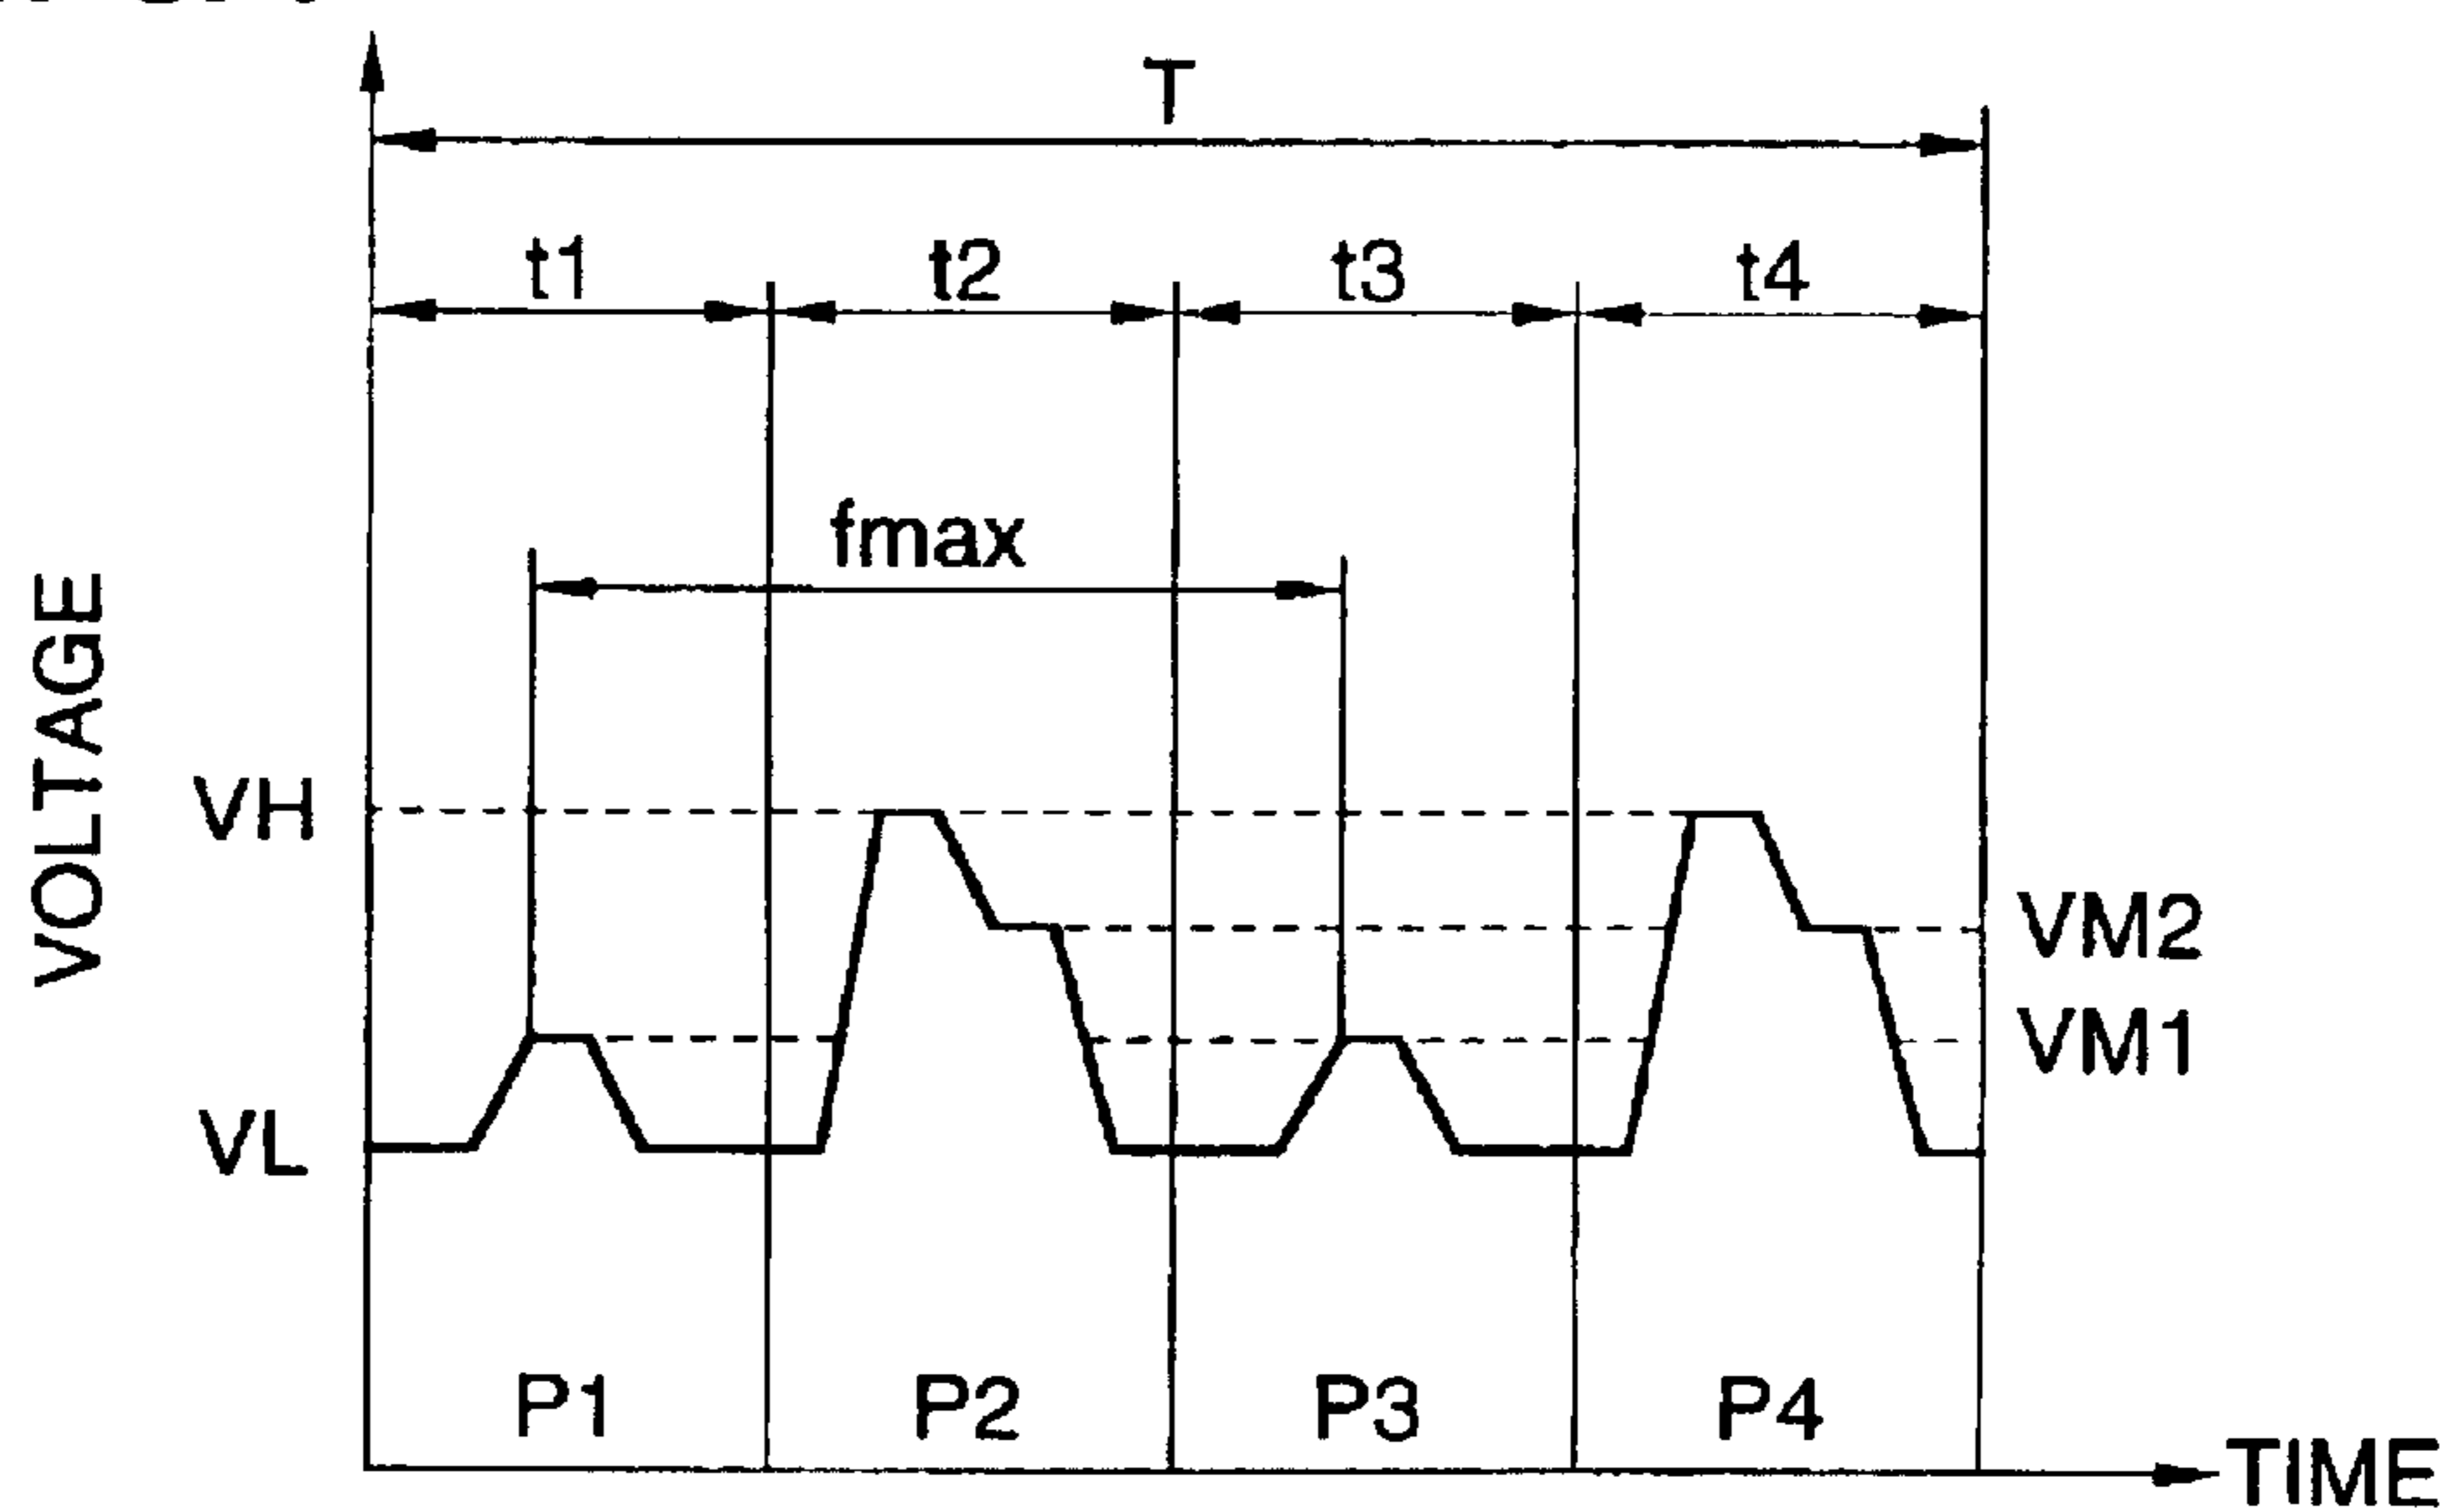 T
t1 t2 t3 t4
fmax
VOLTAGE
VH
VM2
VM1
VL
P1 P2 P3 P4
TIME